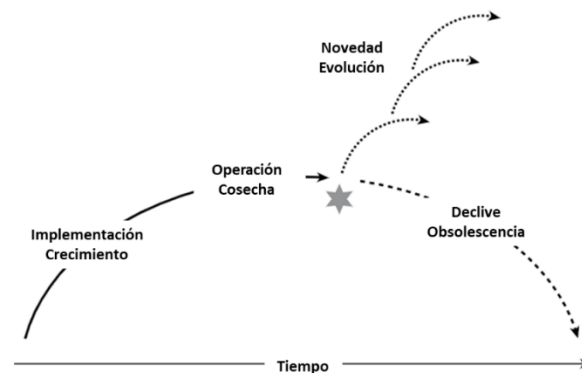 Novedad
Evolución
Operación
Cosecha
Implementación
Crecimiento
Declive
Obsolescencia
Tiempo